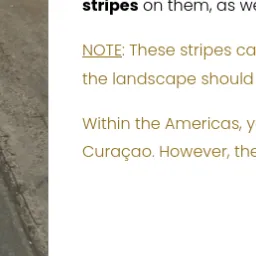 stripes on them, as we
NOTE: These stripes ca
the landscape should
Within the Americas, y
Curaçao. However, the